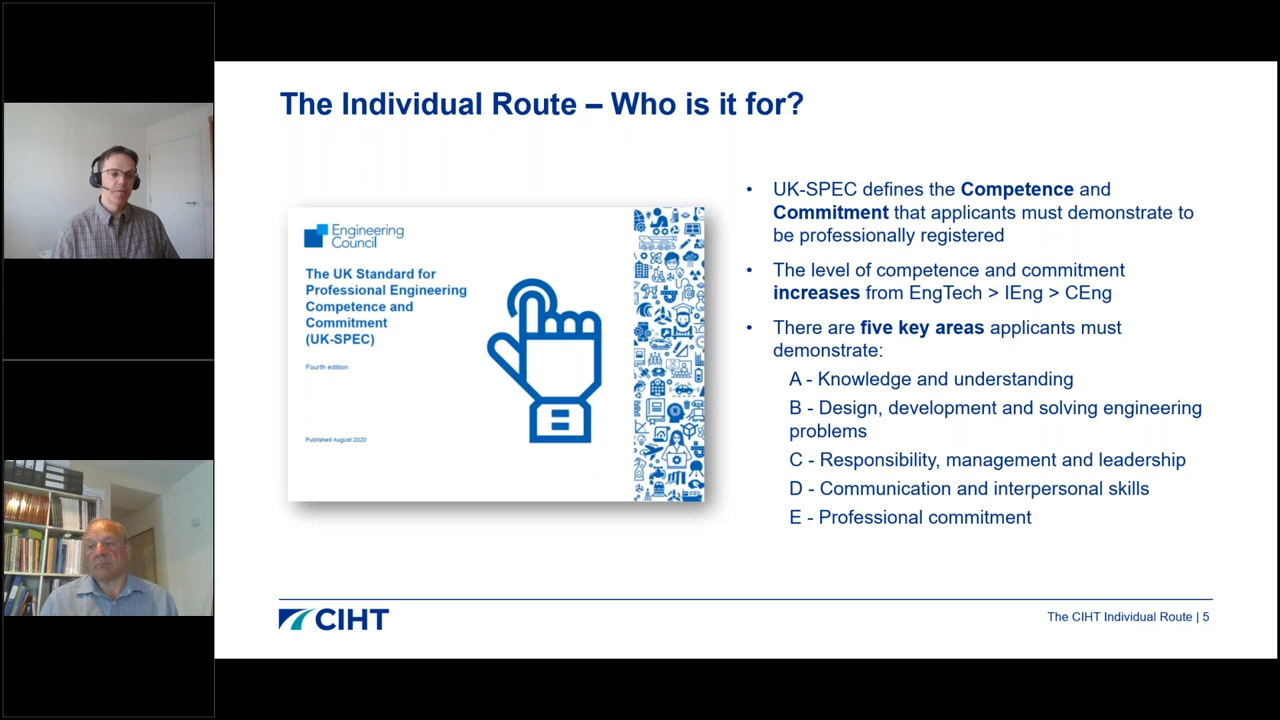 The Individual Route – Who is it for?
Engineering
Council
The UK Standard for
Professional Engineering
Competence and
Commitment
(UK-SPEC)
Fourth edition
Published August 2020
• UK-SPEC defines the Competence and
Commitment that applicants must demonstrate to
be professionally registered
• The level of competence and commitment
increases from EngTech > IEng > CEng
• There are five key areas applicants must
demonstrate:
A - Knowledge and understanding
B - Design, development and solving engineering
problems
C - Responsibility, management and leadership
D - Communication and interpersonal skills
E - Professional commitment
CIHT
The CIHT Individual Route | 5